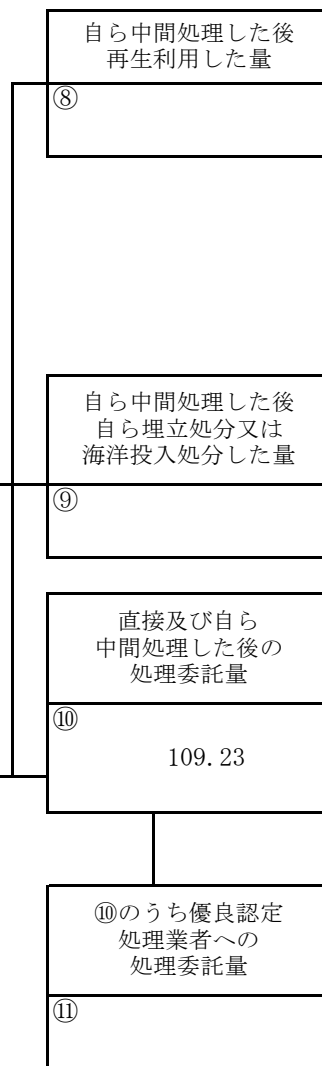 自ら中間処理した後
再生利用した量
⑧
自ら中間処理した後
自ら埋立処分又は
海洋投入処分した量
⑨
直接及び自ら
中間処理した後の
処理委託量
⑩
109.23
⑩のうち優良認定
処理業者への
処理委託量
⑪